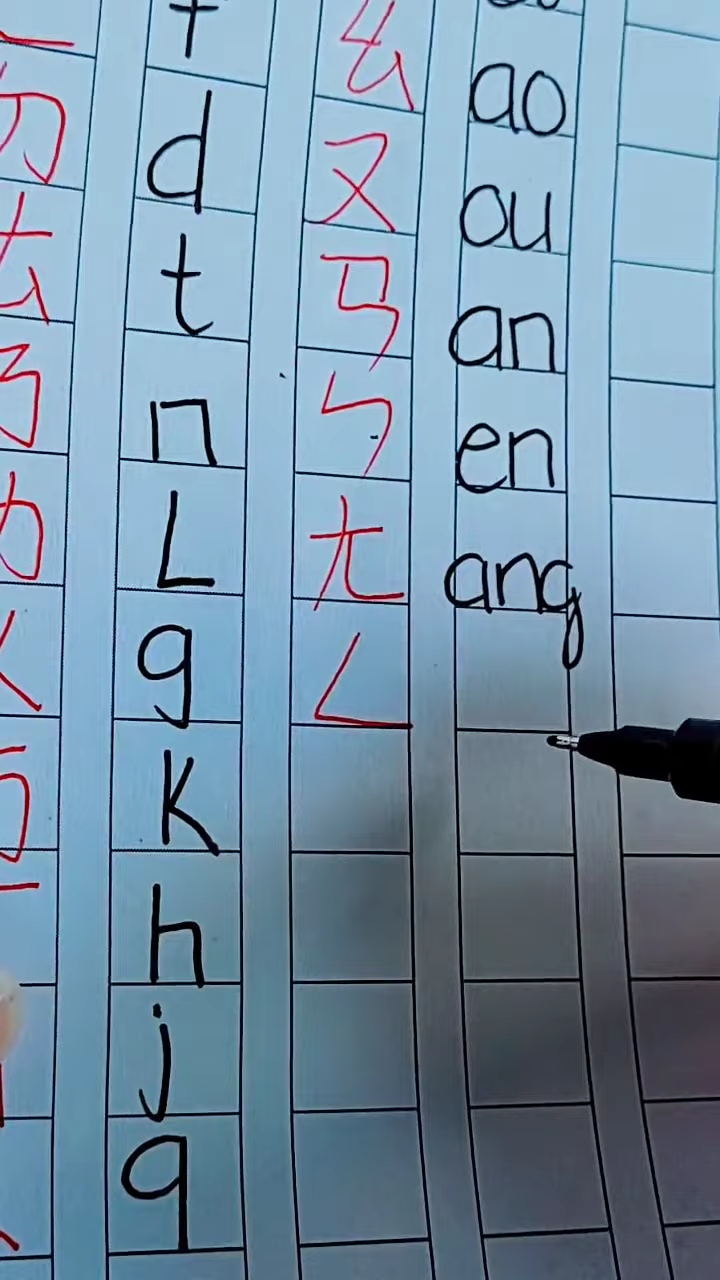 ㄠ ao
ㄉ d ㄡ ou
ㄊ t ㄢ an
ㄋ n ㄣ en
ㄌ L ㄤ ang
ㄍ g ㄥ
ㄎ k
ㄏ h
j
q